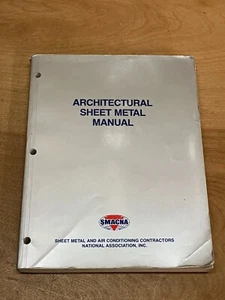 ARCHITECTURAL
SHEET METAL
MANUAL
SMACNA
SHEET METAL AND AIR CONDITIONING CONTRACTORS
NATIONAL ASSOCIATION, INC.